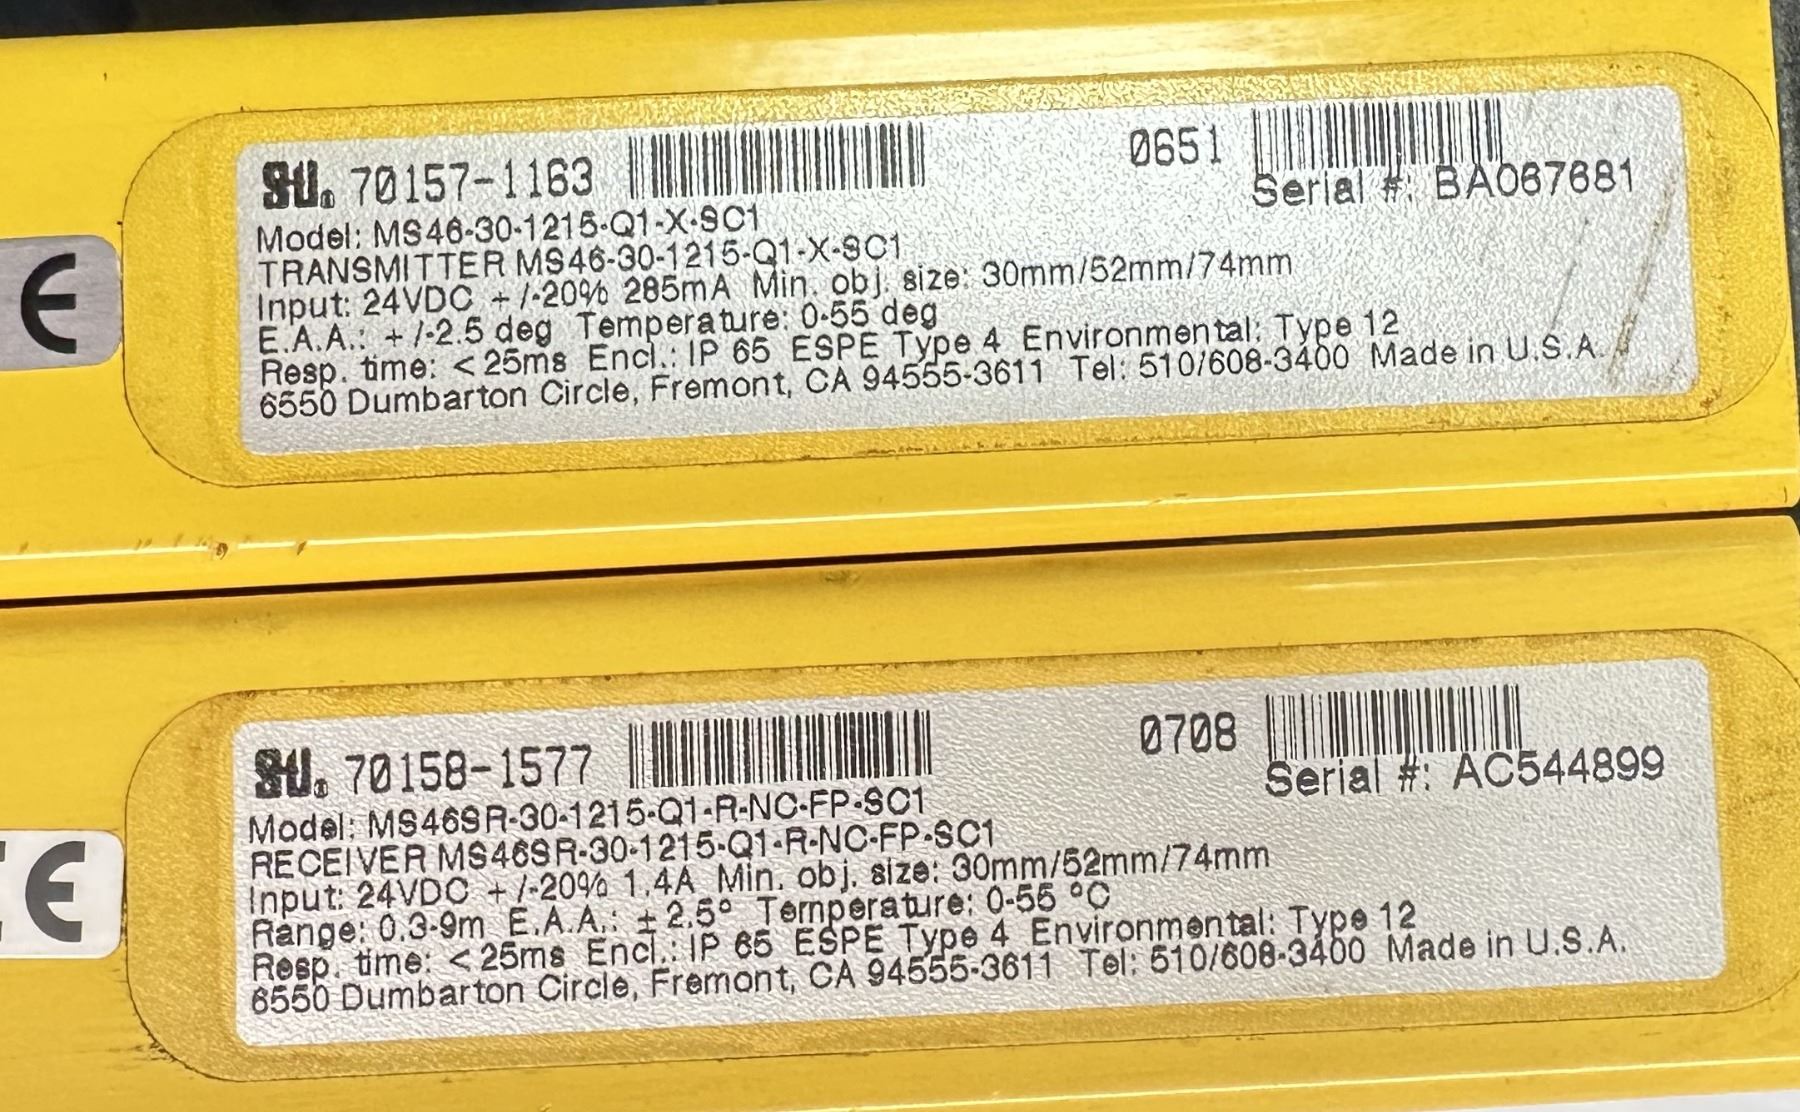 CE
STI. 70157-1163
0651
Serial #: BA067681
Model: MS46-30-1215-Q1-X-SC1
TRANSMITTER MS46-30-1215-Q1-X-SC1
Input: 24VDC +/-20% 285mA Min. obj. size: 30mm/52mm/74mm
E.A.A.: +/-2.5 deg Temperature: 0-55 deg
Resp. time: <25ms Encl.: IP 65 ESPE Type 4 Environmental: Type 12
6550 Dumbarton Circle, Fremont, CA 94555-3611 Tel: 510/608-3400 Made in U.S.A.
CE
STI. 70158-1577
0708
Serial #: AC544899
Model: MS46SR-30-1215-Q1-R-NC-FP-SC1
RECEIVER MS46SR-30-1215-Q1-R-NC-FP-SC1
Input: 24VDC +/-20% 1.4A Min. obj. size: 30mm/52mm/74mm
Range: 0.3-9m E.A.A.: ± 2.5° Temperature: 0-55 °C
Resp. time: <25ms Encl.: IP 65 ESPE Type 4 Environmental: Type 12
6550 Dumbarton Circle, Fremont, CA 94555-3611 Tel: 510/608-3400 Made in U.S.A.